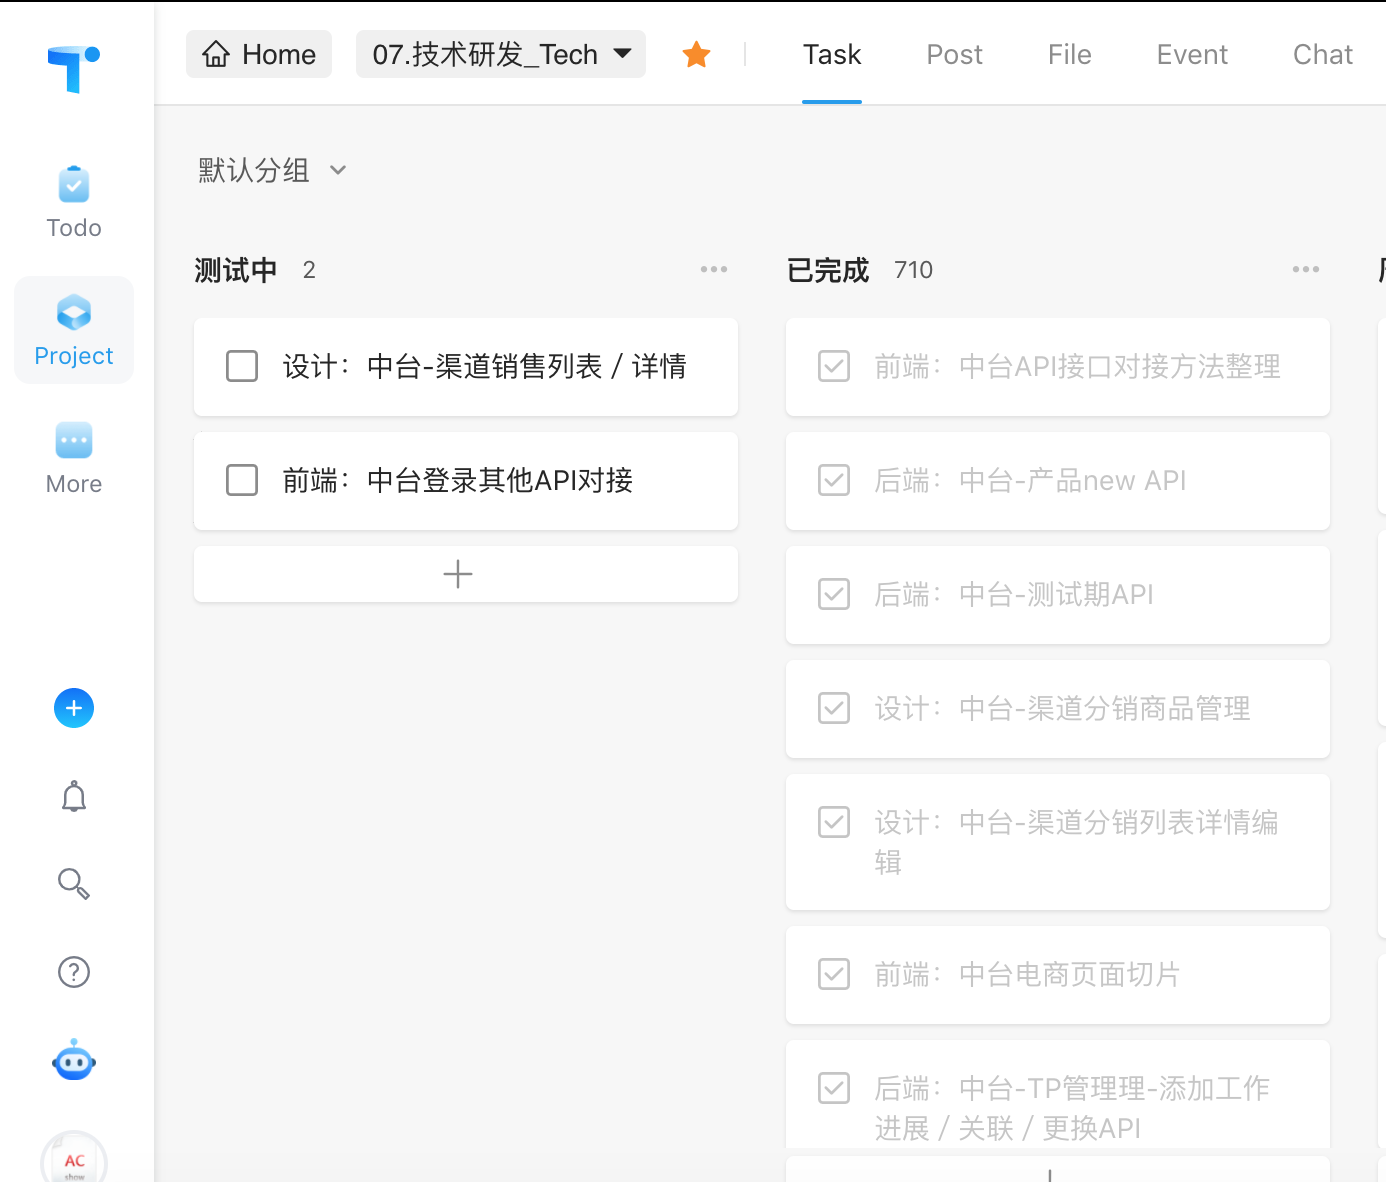 Home
07.技术研发_Tech
Task
Post
File
Event
Chat
Todo
Project
More
AC
show
默认分组
测试中 2
设计：中台-渠道销售列表 / 详情
前端：中台登录其他API对接
已完成 710
前端：中台API接口对接方法整理
后端：中台-产品new API
后端：中台-测试期API
设计：中台-渠道分销商品管理
设计：中台-渠道分销列表详情编
辑
前端：中台电商页面切片
后端：中台-TP管理理-添加工作
进展 / 关联 / 更换API